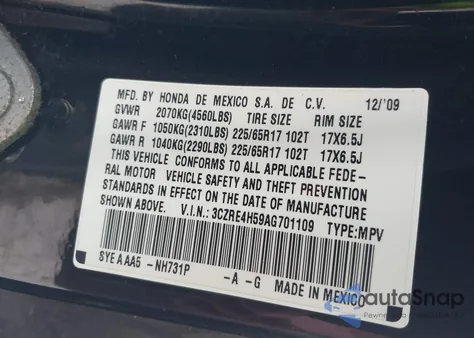 MFD. BY HONDA DE MEXICO S.A. DE C.V. 12/'09
GVWR 2070KG(4560LBS) TIRE SIZE RIM SIZE
GAWR F 1050KG(2310LBS) 225/65R17 102T 17X6.5J
GAWR R 1040KG(2290LBS) 225/65R17 102T 17X6.5J
THIS VEHICLE CONFORMS TO ALL APPLICABLE FEDE-
RAL MOTOR VEHICLE SAFETY AND THEFT PREVENTION
STANDARDS IN EFFECT ON THE DATE OF MANUFACTURE
SHOWN ABOVE. V.I.N.: 3CZRE4H59AG701109 TYPE:MPV
SYEAAA5 -NH731P -A -G MADE IN MEXICO
autoSnap